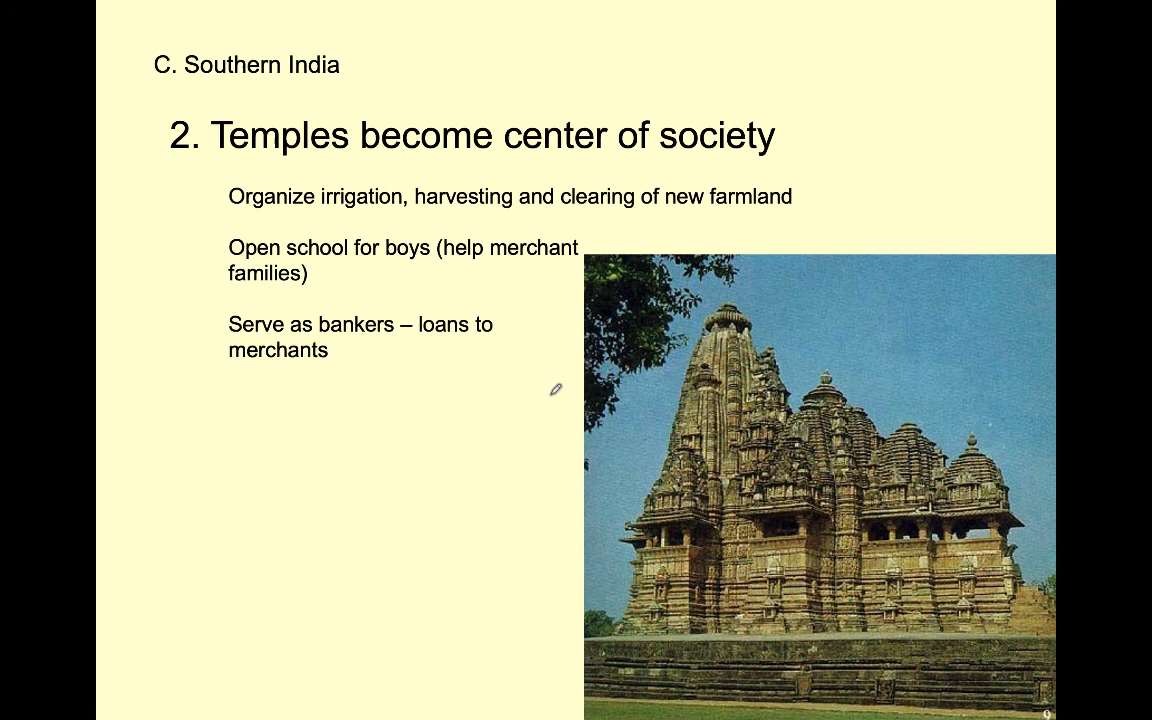 C. Southern India
2. Temples become center of society
Organize irrigation, harvesting and clearing of new farmland
Open school for boys (help merchant
families)
Serve as bankers – loans to
merchants
9